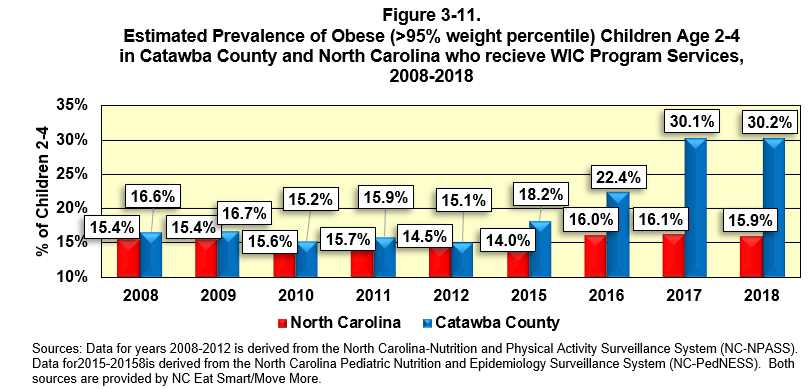 Figure 3-11.
Estimated Prevalence of Obese (>95% weight percentile) Children Age 2-4
in Catawba County and North Carolina who recieve WIC Program Services,
2008-2018
% of Children 2-4
35%
30%
25%
20%
15%
10%
15.4%
16.6%
15.4%
16.7%
15.6%
15.2%
15.7%
15.9%
14.5%
15.1%
14.0%
18.2%
16.0%
22.4%
16.1%
30.1%
15.9%
30.2%
2008 2009 2010 2011 2012 2015 2016 2017 2018
North Carolina Catawba County
Sources: Data for years 2008-2012 is derived from the North Carolina-Nutrition and Physical Activity Surveillance System (NC-NPASS).
Data for2015-20158is derived from the North Carolina Pediatric Nutrition and Epidemiology Surveillance System (NC-PedNESS). Both
sources are provided by NC Eat Smart/Move More.